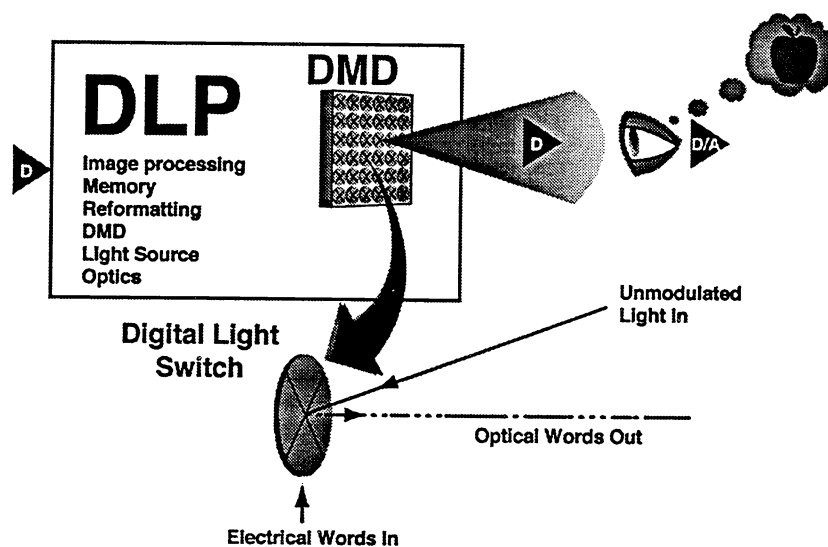 DLP
DMD
Image processing
Memory
Reformatting
DMD
Light Source
Optics
D
D
D/A
Digital Light
Switch
Unmodulated
Light In
Optical Words Out
Electrical Words In